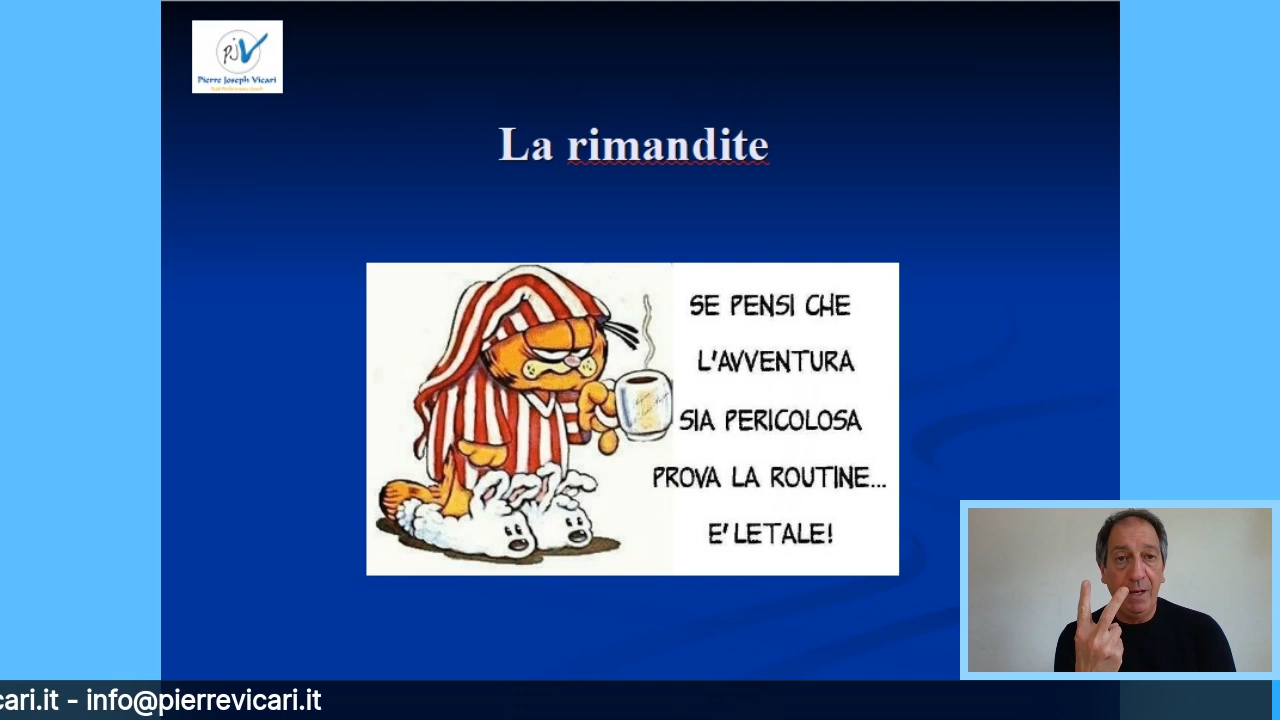 PJV
Pierre Joseph Vicari
La rimandite
SE PENSI CHE
L'AVVENTURA
SIA PERICOLOSA
PROVA LA ROUTINE...
E' LETALE!
cari.it - info@pierrevicari.it